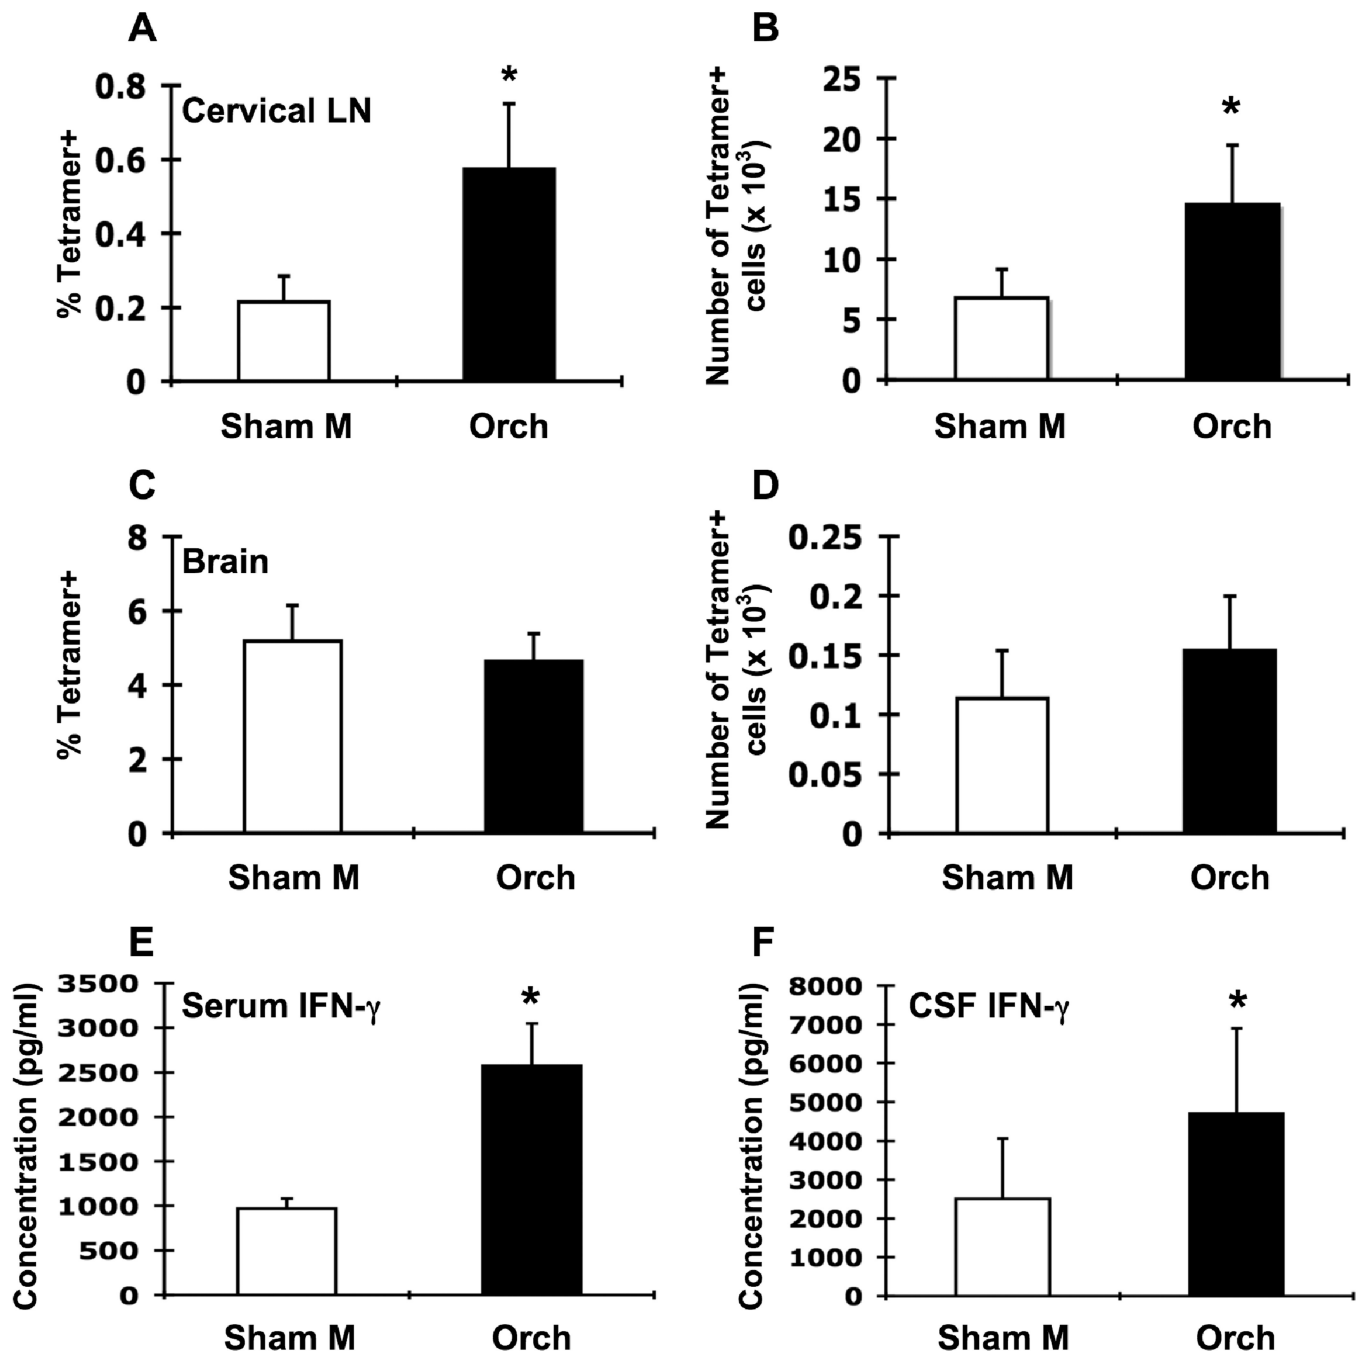 A
% Tetramer+
0.8
0.6
0.4
0.2
0
Cervical LN
*
Sham M
Orch
B
Number of Tetramer+
cells (x 10³)
25
20
15
10
5
0
*
Sham M
Orch
C
% Tetramer+
8
6
4
2
0
Brain
Sham M
Orch
D
Number of Tetramer+
cells (x 10³)
0.25
0.2
0.15
0.1
0.05
0
Sham M
Orch
E
Concentration (pg/ml)
3500
3000
2500
2000
1500
1000
500
0
Serum IFN-γ
*
Sham M
Orch
F
Concentration (pg/ml)
8000
7000
6000
5000
4000
3000
2000
1000
0
CSF IFN-γ
*
Sham M
Orch